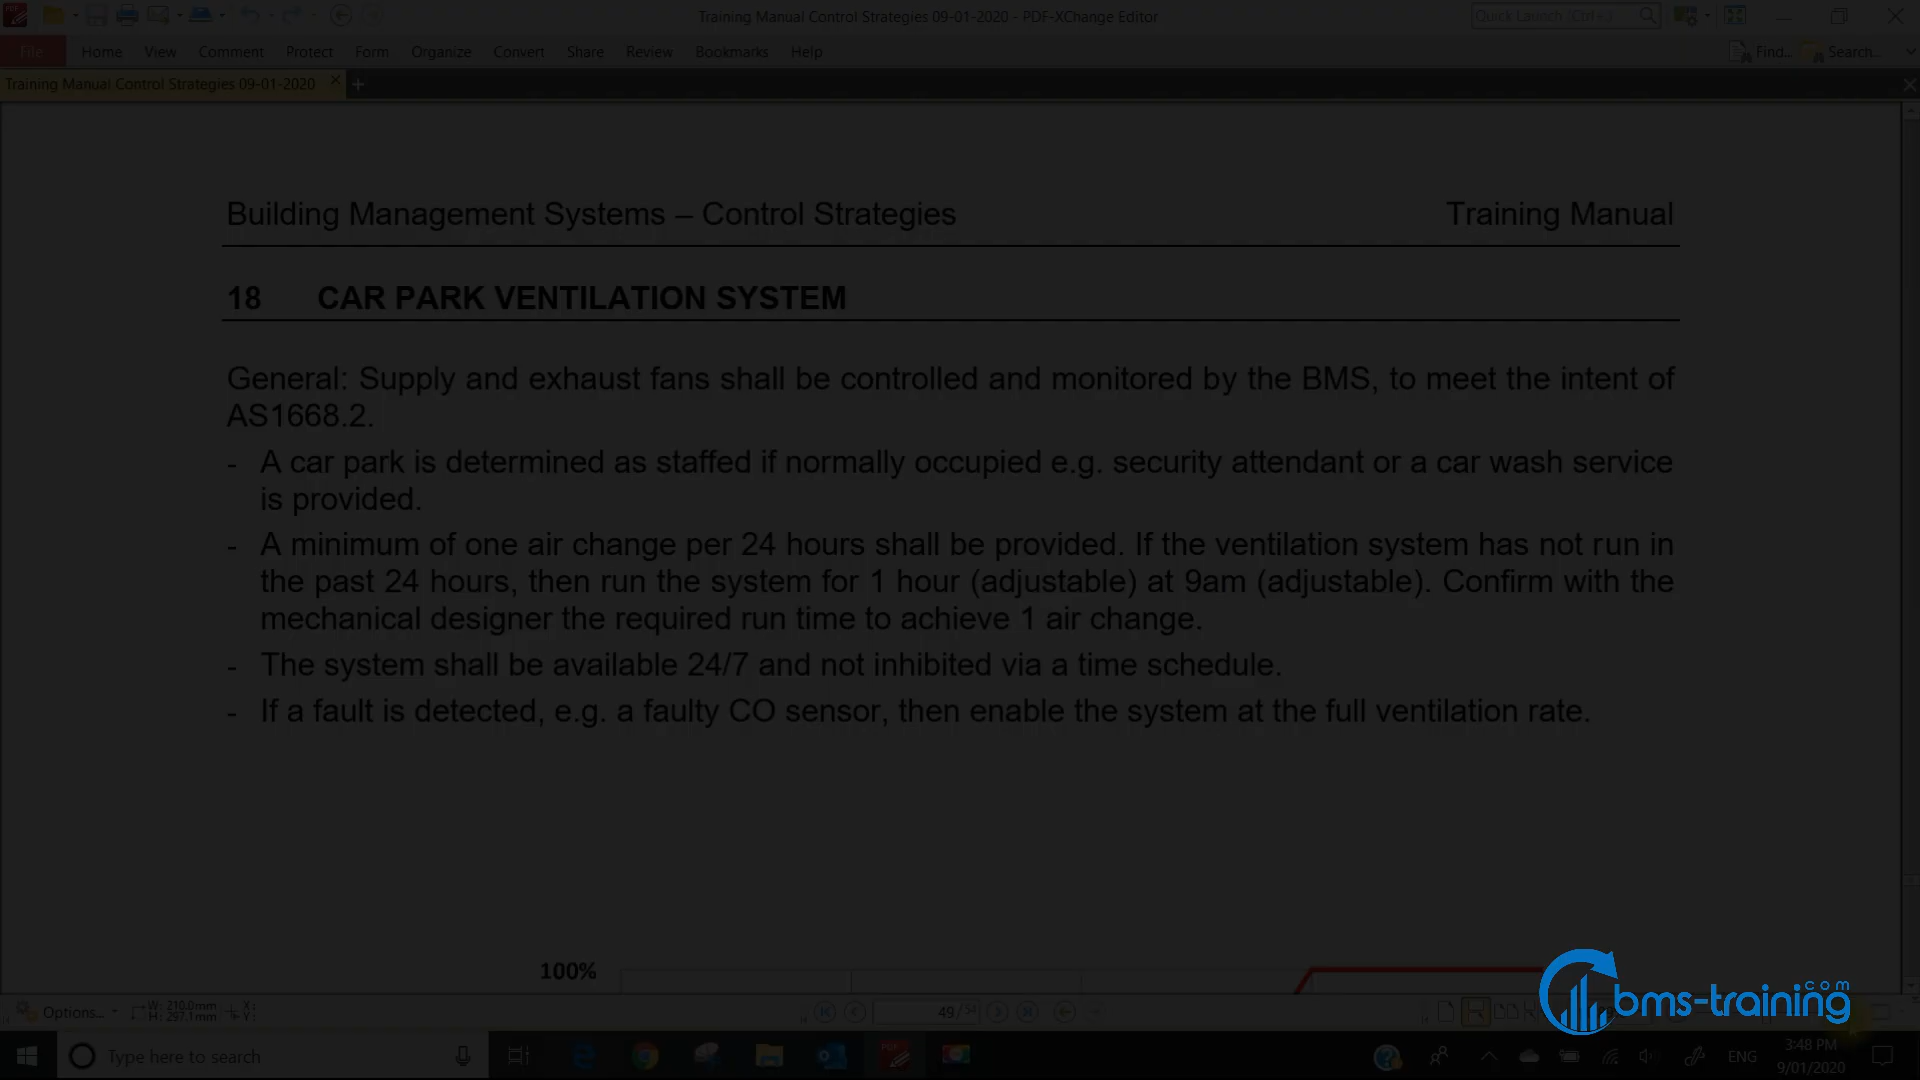 Training Manual Control Strategies 09-01-2020 - PDF-XChange Editor
Quick Launch (Ctrl+.)
File Home View Comment Protect Form Organize Convert Share Review Bookmarks Help
Find... Search...
Training Manual Control Strategies 09-01-2020
Building Management Systems – Control Strategies Training Manual
18 CAR PARK VENTILATION SYSTEM
General: Supply and exhaust fans shall be controlled and monitored by the BMS, to meet the intent of
AS1668.2.
- A car park is determined as staffed if normally occupied e.g. security attendant or a car wash service
is provided.
- A minimum of one air change per 24 hours shall be provided. If the ventilation system has not run in
the past 24 hours, then run the system for 1 hour (adjustable) at 9am (adjustable). Confirm with the
mechanical designer the required run time to achieve 1 air change.
- The system shall be available 24/7 and not inhibited via a time schedule.
- If a fault is detected, e.g. a faulty CO sensor, then enable the system at the full ventilation rate.
100%
Options...
W: 210.0mm
H: 297.1mm
X:
Y:
49 / 52
bms-training.com
Type here to search
ENG
3:48 PM
9/01/2020